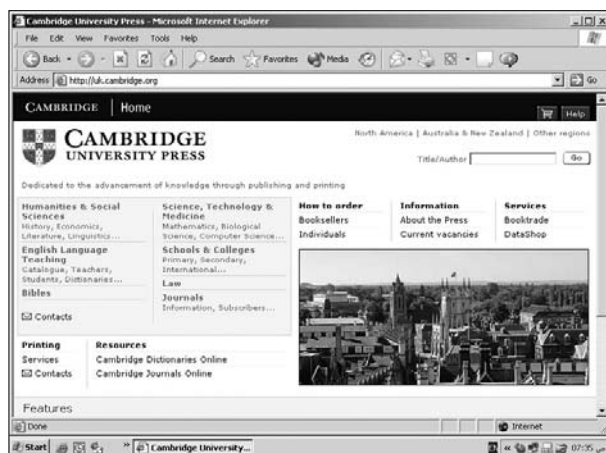 Cambridge University Press - Microsoft Internet Explorer
File Edit View Favorites Tools Help
Back Search Favorites Media
Address http://uk.cambridge.org Go
CAMBRIDGE Home
Help
CAMBRIDGE
UNIVERSITY PRESS
North America | Australia & New Zealand | Other regions
Title/Author Go
Dedicated to the advancement of knowledge through publishing and printing
Humanities & Social
Sciences
History, Economics,
Literature, Linguistics...
English Language
Teaching
Catalogue, Teachers,
Students, Dictionaries...
Bibles
Contacts
Science, Technology &
Medicine
Mathematics, Biological
Science, Computer Science...
Schools & Colleges
Primary, Secondary,
International...
Law
Journals
Information, Subscribers...
How to order
Booksellers
Individuals
Information
About the Press
Current vacancies
Services
Booktrade
DataShop
Printing
Services
Contacts
Resources
Cambridge Dictionaries Online
Cambridge Journals Online
Features
Done Internet
Start » Cambridge University... « 07:35